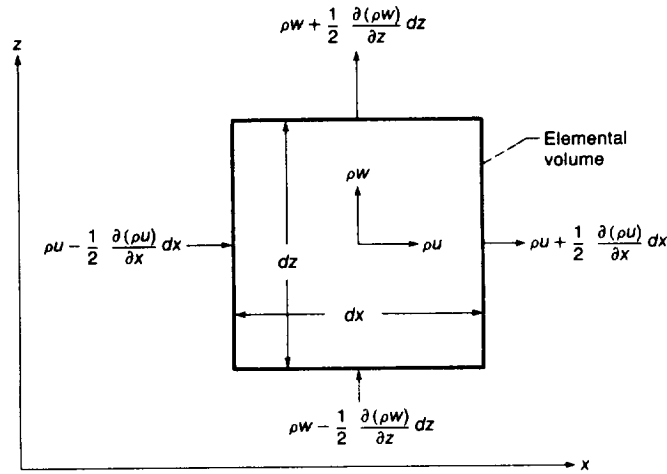 ρw + 1/2 ∂(ρw)/∂z dz
z
Elemental
volume
ρw
ρu − 1/2 ∂(ρu)/∂x dx
ρu
ρu + 1/2 ∂(ρu)/∂x dx
dz
dx
ρw − 1/2 ∂(ρw)/∂z dz
x